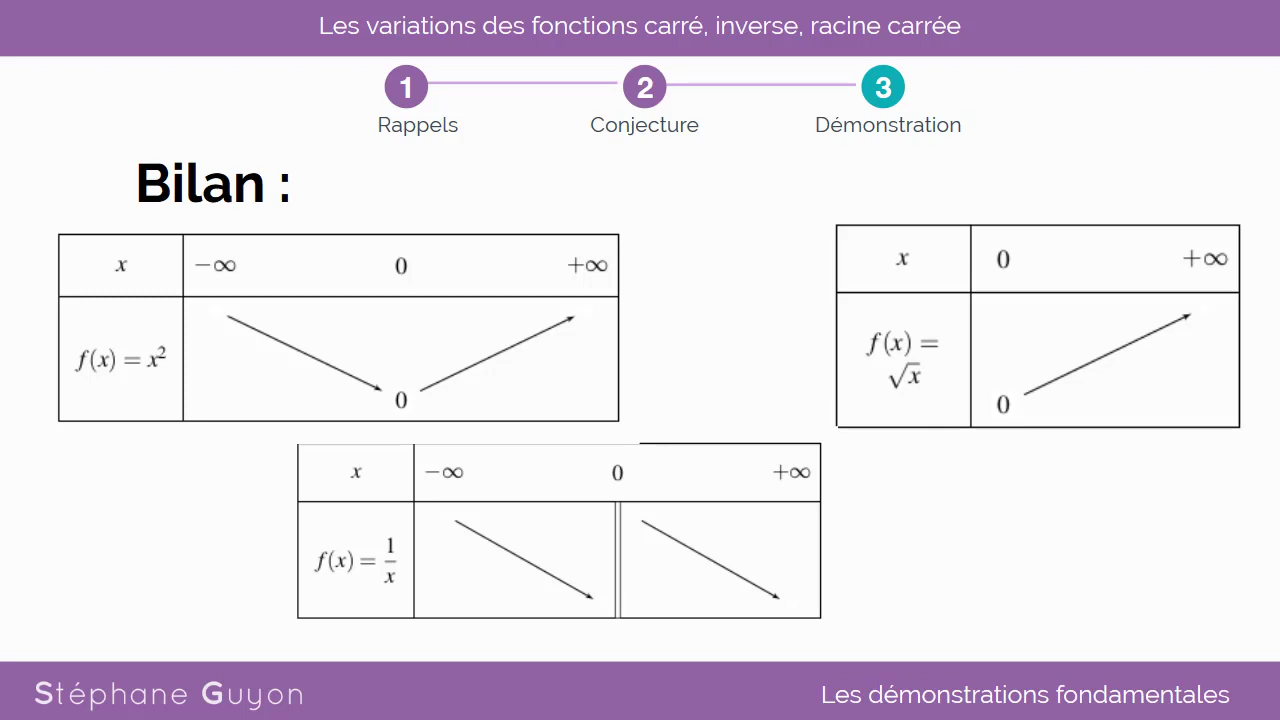 Les variations des fonctions carré, inverse, racine carrée
1 2 3
Rappels Conjecture Démonstration
Bilan :
x −∞ 0 +∞
f(x) = x²
0
x 0 +∞
f(x) =
√x
0
x −∞ 0 +∞
f(x) = 1/x
Stéphane Guyon
Les démonstrations fondamentales